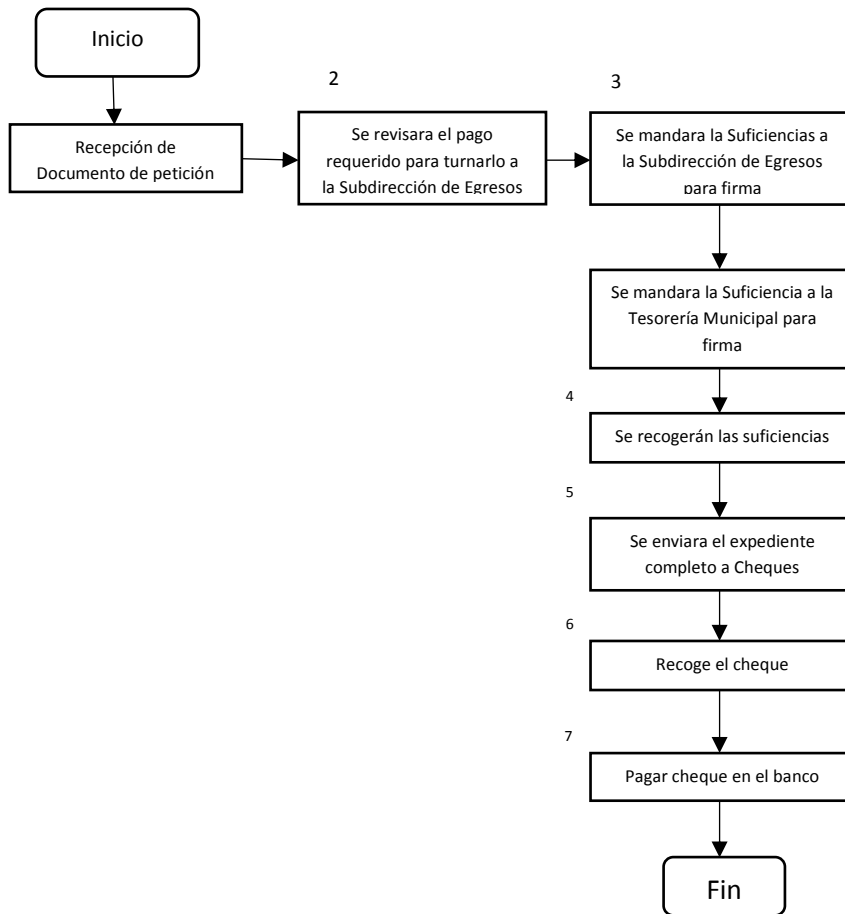 Inicio
Recepción de
Documento de petición
2
Se revisara el pago
requerido para turnarlo a
la Subdirección de Egresos
3
Se mandara la Suficiencias a
la Subdirección de Egresos
para firma
Se mandara la Suficiencia a la
Tesorería Municipal para
firma
4
Se recogerán las suficiencias
5
Se enviara el expediente
completo a Cheques
6
Recoge el cheque
7
Pagar cheque en el banco
Fin